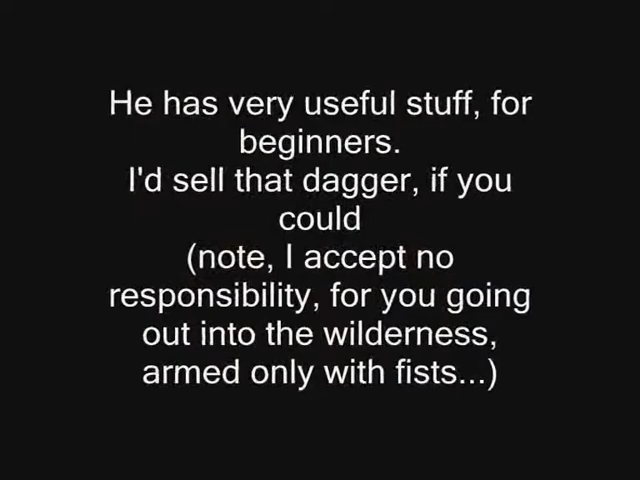 He has very useful stuff, for
beginners.
I'd sell that dagger, if you
could
(note, I accept no
responsibility, for you going
out into the wilderness,
armed only with fists...)